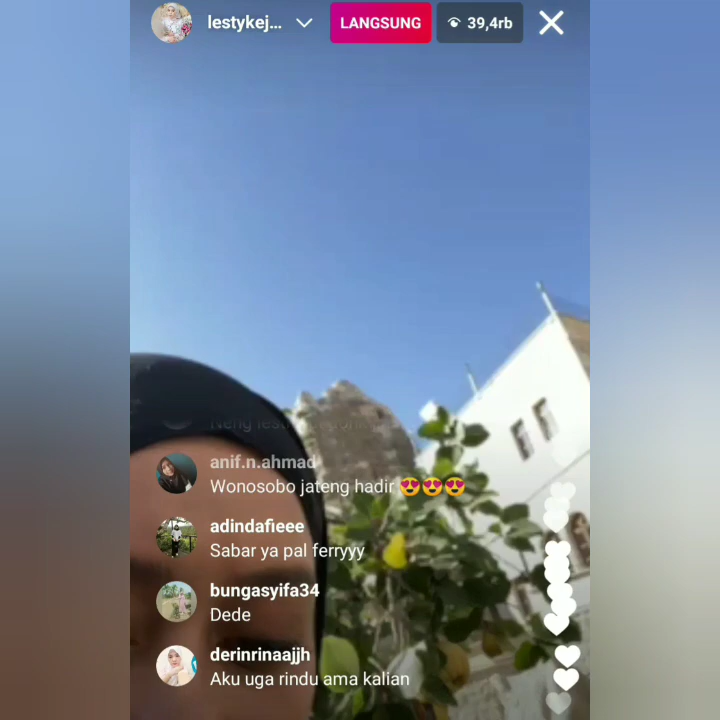 lestykej...
LANGSUNG
39,4rb
anif.n.ahmad
Wonosobo jateng hadir 😍😍😍
adindafieee
Sabar ya pal ferryyy
bungasyifa34
Dede
derinrinaajjh
Aku uga rindu ama kalian